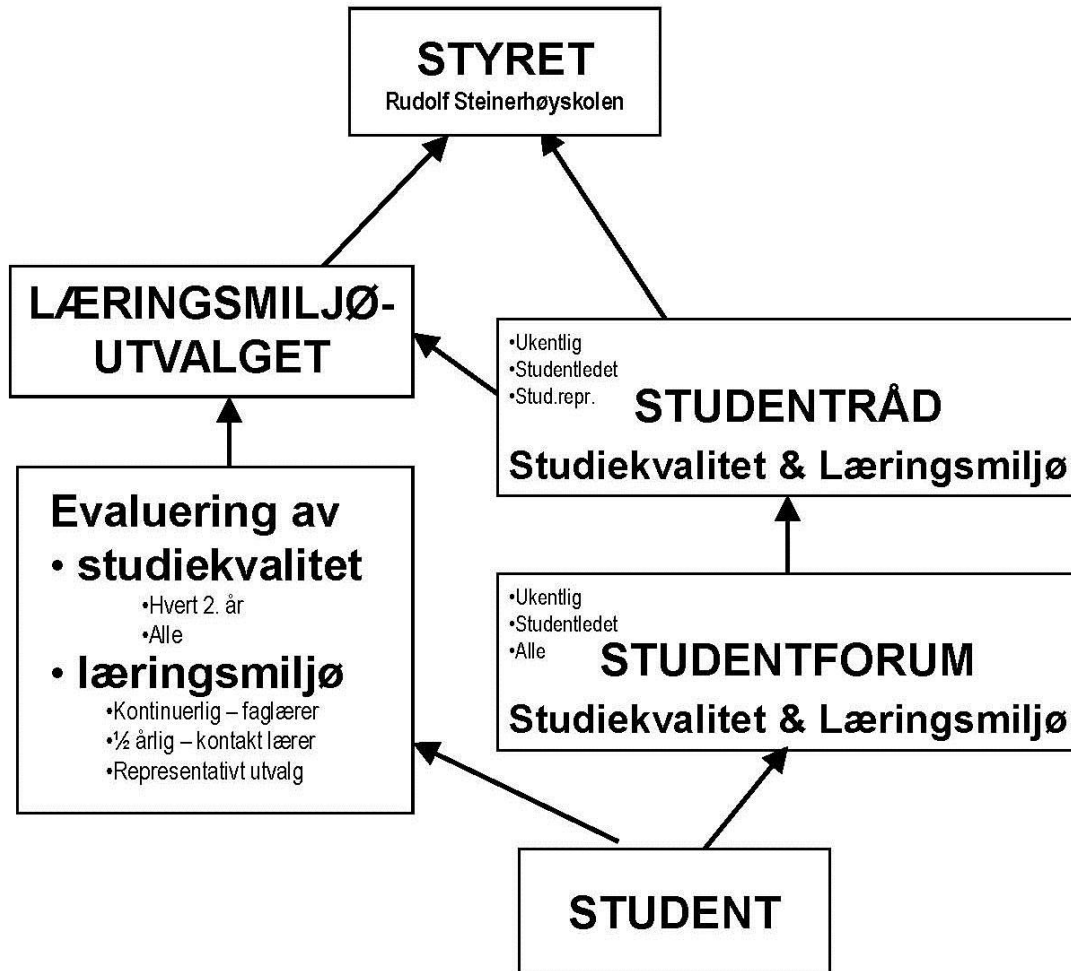 STYRET
Rudolf Steinerhøyskolen
LÆRINGSMILJØ-
UTVALGET
•Ukentlig
•Studentledet
•Stud.repr.
STUDENTRÅD
Studiekvalitet & Læringsmiljø
Evaluering av
• studiekvalitet
•Hvert 2. år
•Alle
• læringsmiljø
•Kontinuerlig – faglærer
•½ årlig – kontakt lærer
•Representativt utvalg
•Ukentlig
•Studentledet
•Alle
STUDENTFORUM
Studiekvalitet & Læringsmiljø
STUDENT